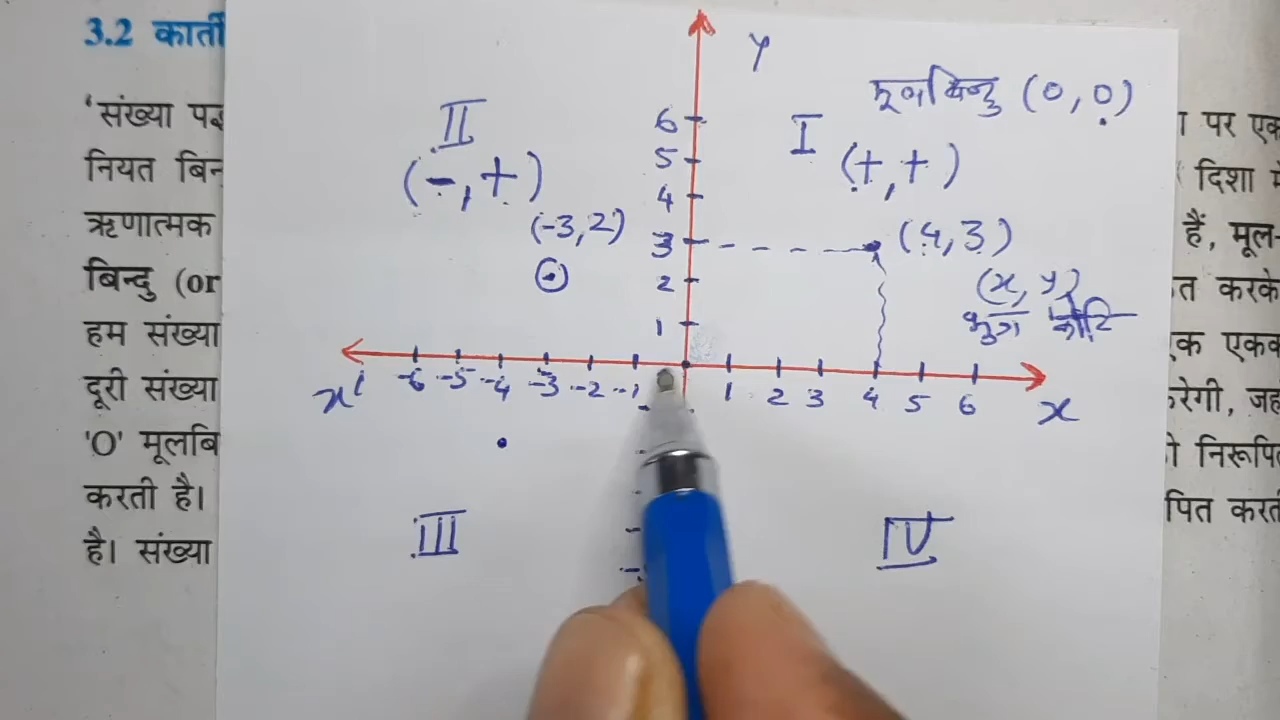 3.2 कार्ती
'संख्या पद्
नियत बिन्
ऋणात्मक
बिन्दु (or
हम संख्या
दूरी संख्या
'O' मूलबि
करती है।
है। संख्या
Y
मूलबिन्दु (0,0)
II
I
(-,+)
(+,+)
(-3,2)
(4,3)
(x, y)
भुज कोटि
6
5
4
3
2
1
-6 -5 -4 -3 -2 -1 1 2 3 4 5 6
x'
x
III
IV
पर एक
दिशा में
हैं, मूल-
त करके
एक एकक
करेगी, जह
निरूपित
पित करत